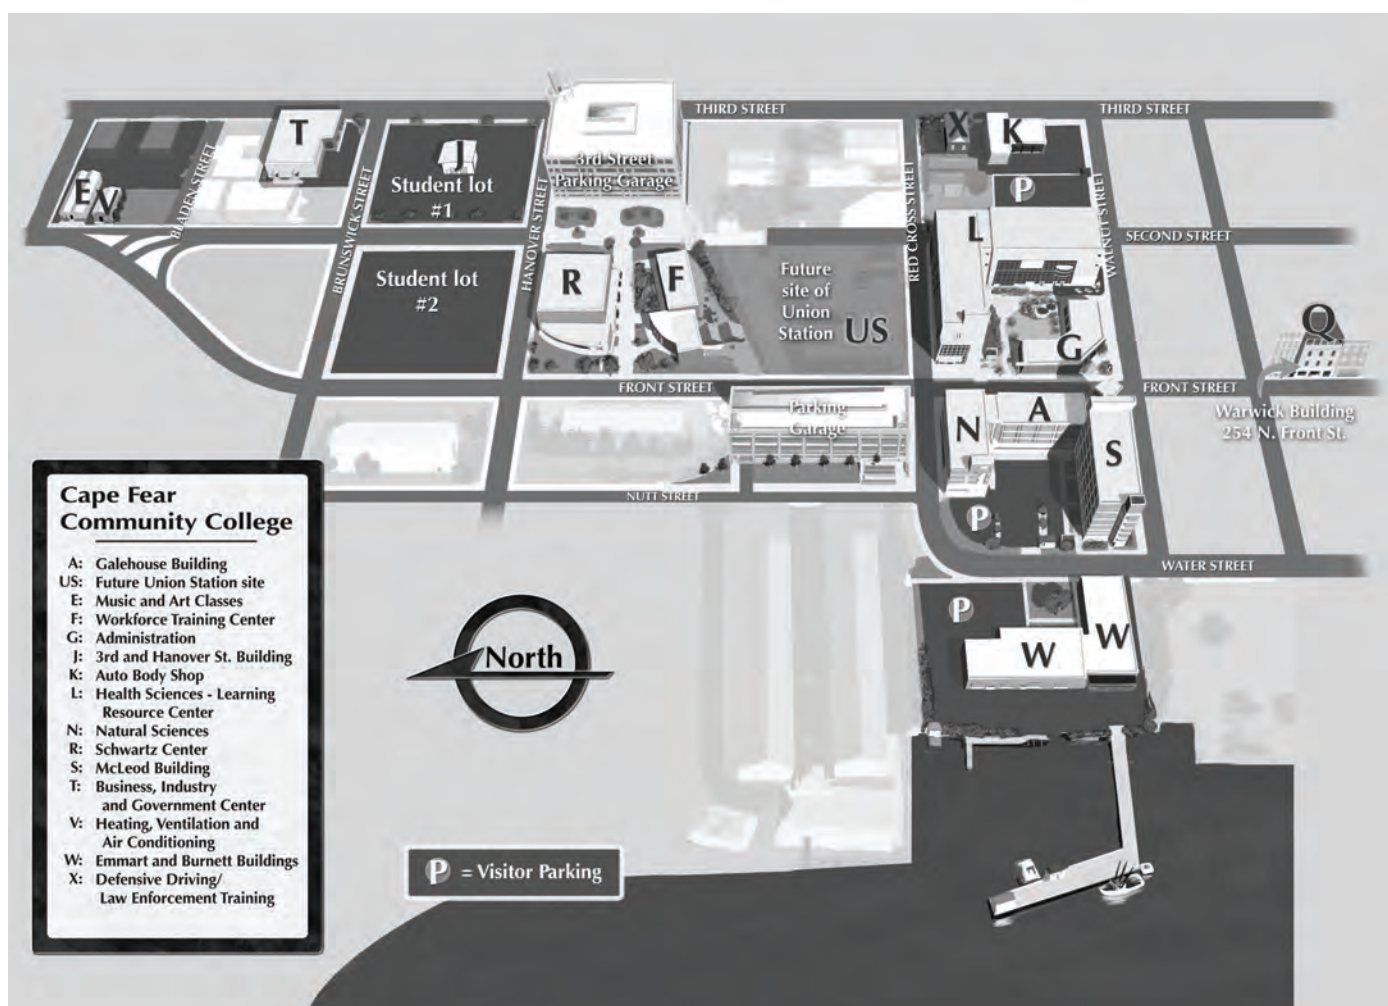 THIRD STREET
THIRD STREET
T
X
K
J
3rd Street
Parking Garage
E
V
BLADEN STREET
BRUNSWICK STREET
Student lot
#1
HANOVER STREET
RED CROSS STREET
P
WALNUT STREET
L
SECOND STREET
Student lot
#2
R
F
Future
site of
Union
Station US
G
Q
FRONT STREET
FRONT STREET
Parking
Garage
N
A
S
Warwick Building
254 N. Front St.
NUTT STREET
P
WATER STREET
P
W
W
Cape Fear
Community College
A: Galehouse Building
US: Future Union Station site
E: Music and Art Classes
F: Workforce Training Center
G: Administration
J: 3rd and Hanover St. Building
K: Auto Body Shop
L: Health Sciences - Learning
Resource Center
N: Natural Sciences
R: Schwartz Center
S: McLeod Building
T: Business, Industry
and Government Center
V: Heating, Ventilation and
Air Conditioning
W: Emmart and Burnett Buildings
X: Defensive Driving/
Law Enforcement Training
North
P = Visitor Parking